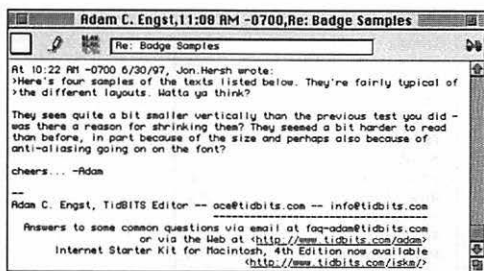 Adam C. Engst,11:08 AM -0700,Re: Badge Samples
BLAH BLAH BLAH
Re: Badge Samples
At 10:22 AM -0700 6/30/97, Jon.Hersh wrote:
>Here's four samples of the texts listed below. They're fairly typical of
>the different layouts. Watta ya think?
They seem quite a bit smaller vertically than the previous test you did -
was there a reason for shrinking them? They seemed a bit harder to read
than before, in part because of the size and perhaps also because of
anti-aliasing going on on the font?
cheers... -Adam
--
Adam C. Engst, TidBITS Editor -- ace@tidbits.com -- info@tidbits.com
Answers to some common questions via email at faq-adam@tidbits.com
or via the Web at <http://www.tidbits.com/adam>
Internet Starter Kit for Macintosh, 4th Edition now available
<http://www.tidbits.com/iskm/>